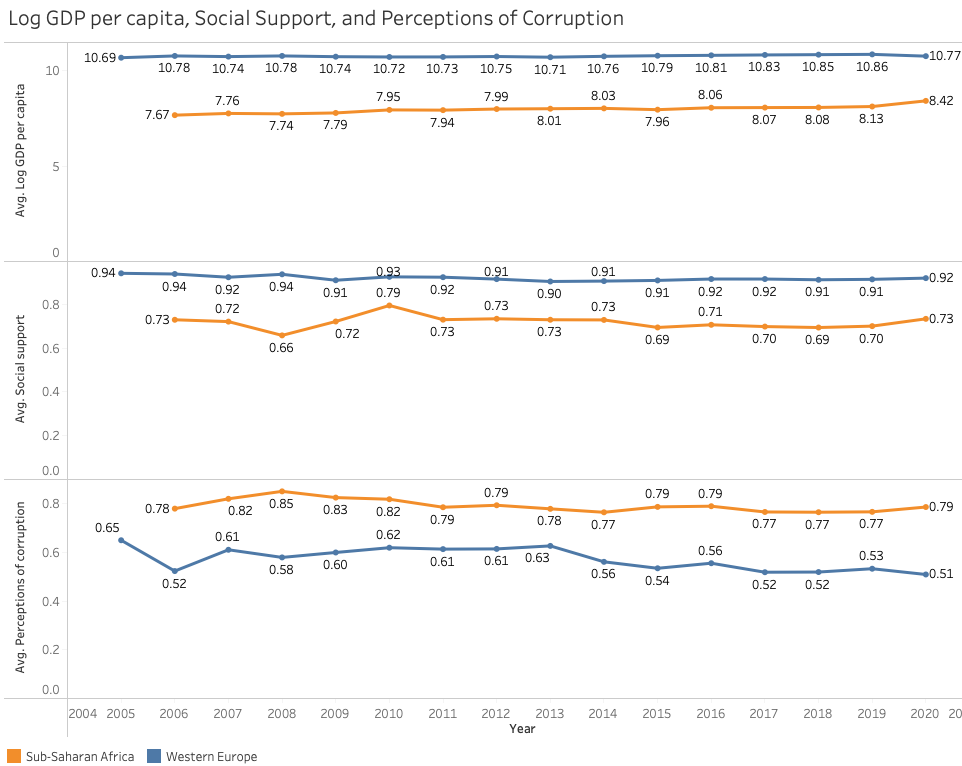 Log GDP per capita, Social Support, and Perceptions of Corruption
Avg. Log GDP per capita
10
5
0
10.69 10.78 10.74 10.78 10.74 10.72 10.73 10.75 10.71 10.76 10.79 10.81 10.83 10.85 10.86 10.77
7.67 7.76 7.74 7.79 7.95 7.94 7.99 8.01 8.03 7.96 8.06 8.07 8.08 8.13 8.42
Avg. Social support
0.8
0.6
0.4
0.2
0.0
0.94 0.94 0.92 0.94 0.91 0.93 0.92 0.91 0.90 0.91 0.91 0.92 0.92 0.91 0.91 0.92
0.73 0.72 0.66 0.72 0.79 0.73 0.73 0.73 0.73 0.69 0.71 0.70 0.69 0.70 0.73
Avg. Perceptions of corruption
0.8
0.6
0.4
0.2
0.0
0.78 0.82 0.85 0.83 0.82 0.79 0.79 0.78 0.77 0.79 0.79 0.77 0.77 0.77 0.79
0.65 0.52 0.61 0.58 0.60 0.62 0.61 0.61 0.63 0.56 0.54 0.56 0.52 0.52 0.53 0.51
2004 2005 2006 2007 2008 2009 2010 2011 2012 2013 2014 2015 2016 2017 2018 2019 2020 20
Year
Sub-Saharan Africa Western Europe